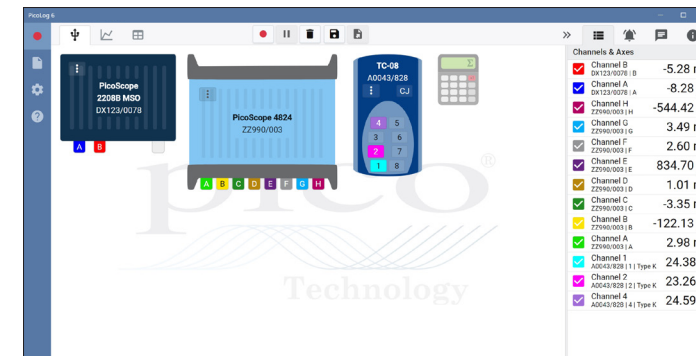 PicoLog 6
Channels & Axes
PicoScope
2208B MSO
DX123/0078
A
B
PicoScope 4824
ZZ990/003
A B C D E F G H
TC-08
A0043/828
CJ
4 5
3 6
2 7
1 8
Σ
Channel B
DX123/0078 | B
-5.28
Channel A
DX123/0078 | A
-8.28
Channel H
ZZ990/003 | H
-544.42
Channel G
ZZ990/003 | G
3.49
Channel F
ZZ990/003 | F
2.60
Channel E
ZZ990/003 | E
834.70
Channel D
ZZ990/003 | D
1.01
Channel C
ZZ990/003 | C
-3.35
Channel B
ZZ990/003 | B
-122.13
Channel A
ZZ990/003 | A
2.98
Channel 1
A0043/828 | 1 | Type K
24.38
Channel 2
A0043/828 | 2 | Type K
23.26
Channel 4
A0043/828 | 4 | Type K
24.59
pico®
Technology